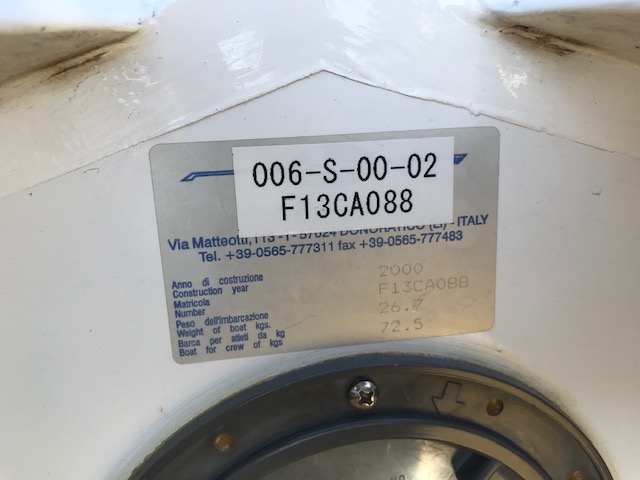 006-S-00-02
F13CA088
Via Matteotti, 113 - I - 57024 DONORATICO (LI) - ITALY
Tel. +39-0565-777311 fax +39-0565-777483
Anno di costruzione 2000
Construction year
Matricola F13CA088
Number
Peso dell'imbarcazione 26.7
Weight of boat kgs.
Barca per atleti da kg 72.5
Boat for crew of kgs